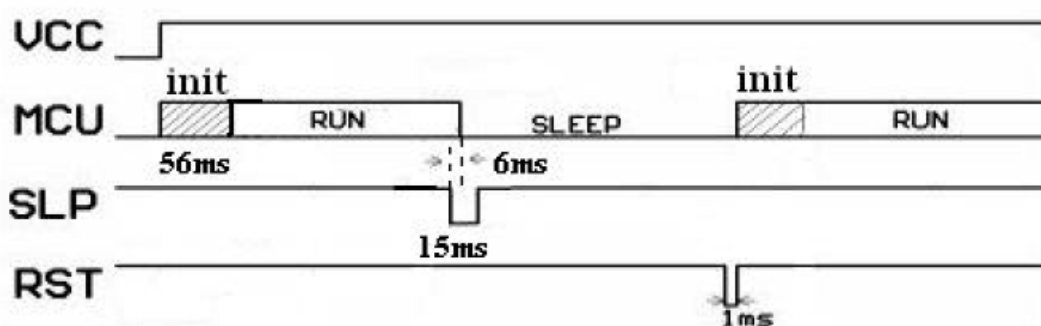 VCC
init init
MCU RUN SLEEP RUN
56ms 6ms
SLP
15ms
RST
1ms